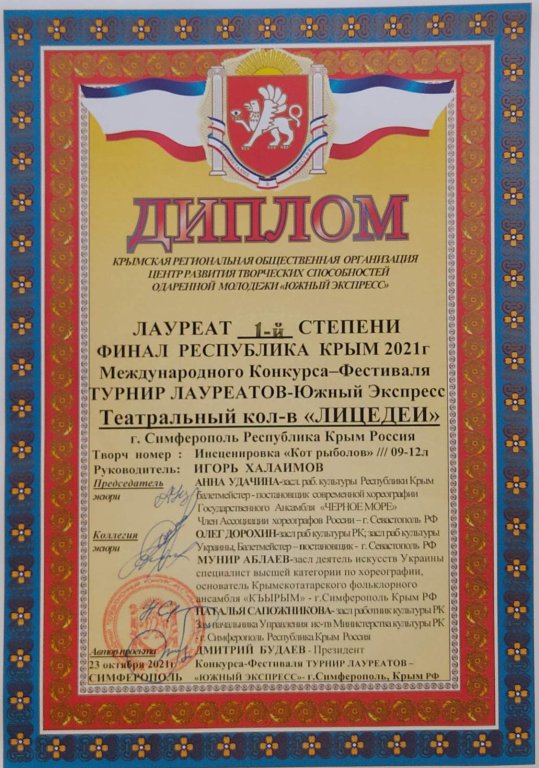 ДИПЛОМ
КРЫМСКАЯ РЕГИОНАЛЬНАЯ ОБЩЕСТВЕННАЯ ОРГАНИЗАЦИЯ
ЦЕНТР РАЗВИТИЯ ТВОРЧЕСКИХ СПОСОБНОСТЕЙ
ОДАРЕННОЙ МОЛОДЕЖИ «ЮЖНЫЙ ЭКСПРЕСС»
ЛАУРЕАТ 1-й СТЕПЕНИ
ФИНАЛ РЕСПУБЛИКА КРЫМ 2021г
Международного Конкурса–Фестиваля
ТУРНИР ЛАУРЕАТОВ-Южный Экспресс
Театральный кол-в «ЛИЦЕДЕИ»
г. Симферополь Республика Крым Россия
Творч номер : Инсценировка «Кот рыболов» /// 09-12л
Руководитель: ИГОРЬ ХАЛАИМОВ
Председатель АННА УДАЧИНА-засл. раб. культуры Республики Крым
жюри Балетмейстер - постановщик современной хореографии
Государственного Ансамбля «ЧЕРНОЕ МОРЕ»
Член Ассоциации хореографов России – г. Севастополь РФ
Коллегия ОЛЕГ ДОРОХИН-засл раб культуры РК; засл раб культуры
жюри Украины, Балетмейстер – постановщик - г. Севастополь РФ
МУНИР АБЛАЕВ-засл деятель искусств Украины
специалист высшей категории по хореографии,
основатель Крымскотатарского фольклорного
ансамбля «КЪЫРЫМ» - г.Симферополь Крым РФ
НАТАЛЬЯ САПОЖНИКОВА- засл работник культуры РК
Зам начальника Управления ис-тв Министерства культуры РК
- г. Симферополь Республика Крым Россия
Автор проекта ДМИТРИЙ БУДАЕВ - Президент
23 октября 2021г Конкурса-Фестиваля ТУРНИР ЛАУРЕАТОВ –
СИМФЕРОПОЛЬ «ЮЖНЫЙ ЭКСПРЕСС»- г.Симферополь, Крым РФ